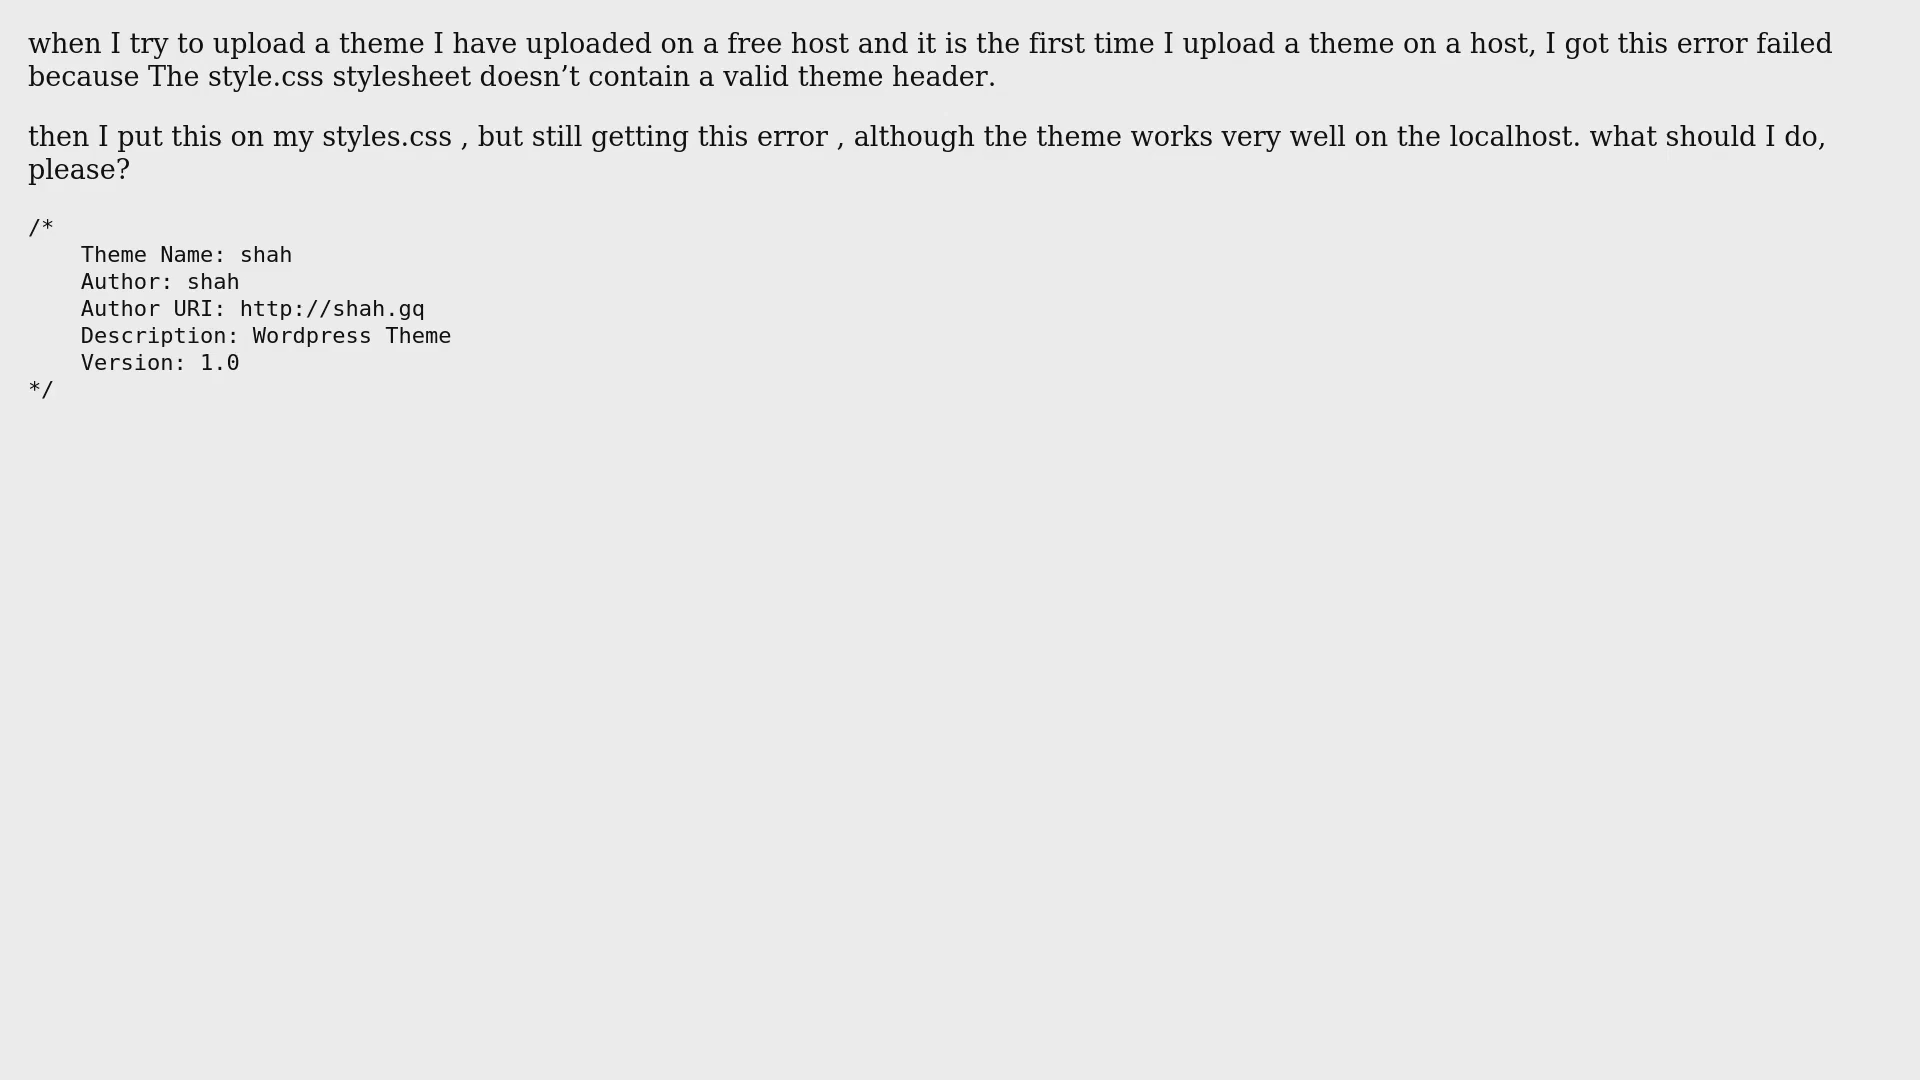 when I try to upload a theme I have uploaded on a free host and it is the first time I upload a theme on a host, I got this error failed
because The style.css stylesheet doesn’t contain a valid theme header.
then I put this on my styles.css , but still getting this error , although the theme works very well on the localhost. what should I do,
please?
/*
    Theme Name: shah
    Author: shah
    Author URI: http://shah.gq
    Description: Wordpress Theme
    Version: 1.0
*/